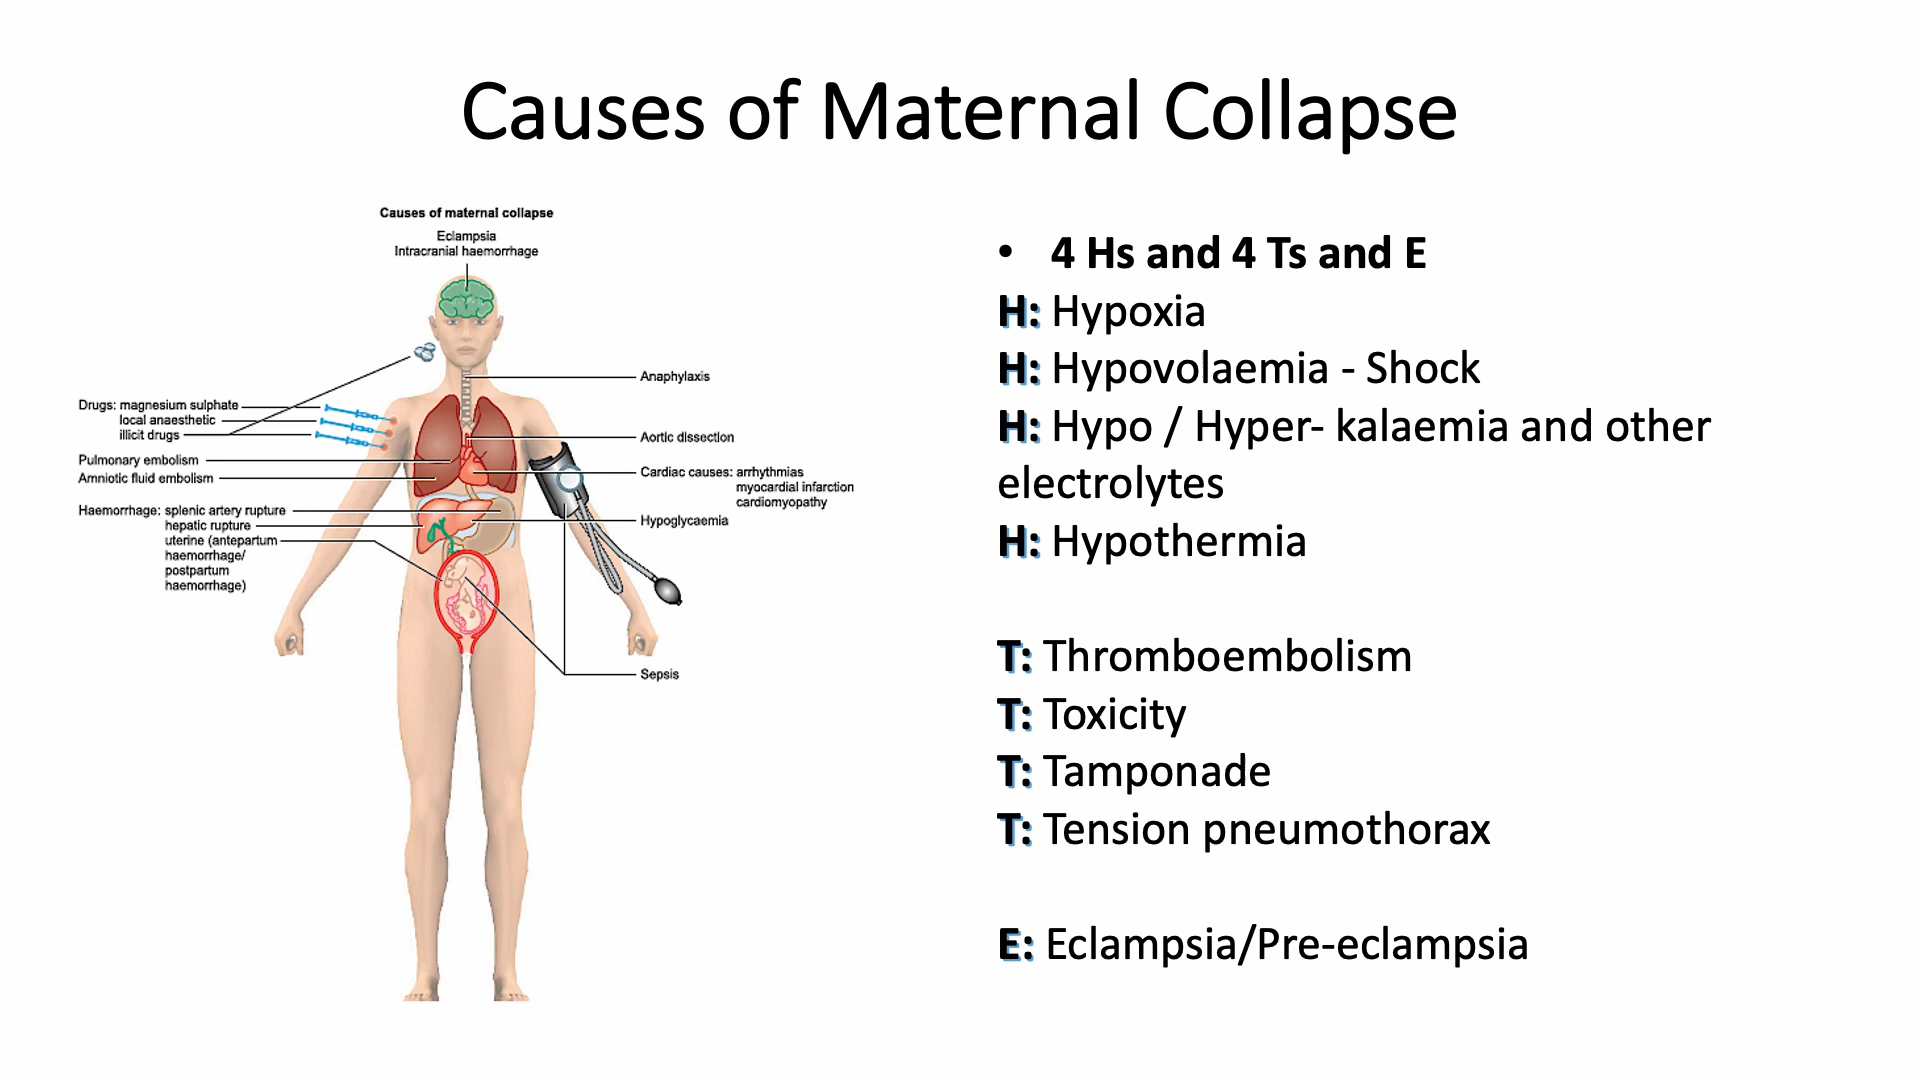 Causes of Maternal Collapse
Causes of maternal collapse
Eclampsia
Intracranial haemorrhage
Drugs: magnesium sulphate
local anaesthetic
illicit drugs
Pulmonary embolism
Amniotic fluid embolism
Haemorrhage: splenic artery rupture
hepatic rupture
uterine (antepartum
haemorrhage/
postpartum
haemorrhage)
Anaphylaxis
Aortic dissection
Cardiac causes: arrhythmias
myocardial infarction
cardiomyopathy
Hypoglycaemia
Sepsis
• 4 Hs and 4 Ts and E
H: Hypoxia
H: Hypovolaemia - Shock
H: Hypo / Hyper- kalaemia and other
electrolytes
H: Hypothermia
T: Thromboembolism
T: Toxicity
T: Tamponade
T: Tension pneumothorax
E: Eclampsia/Pre-eclampsia